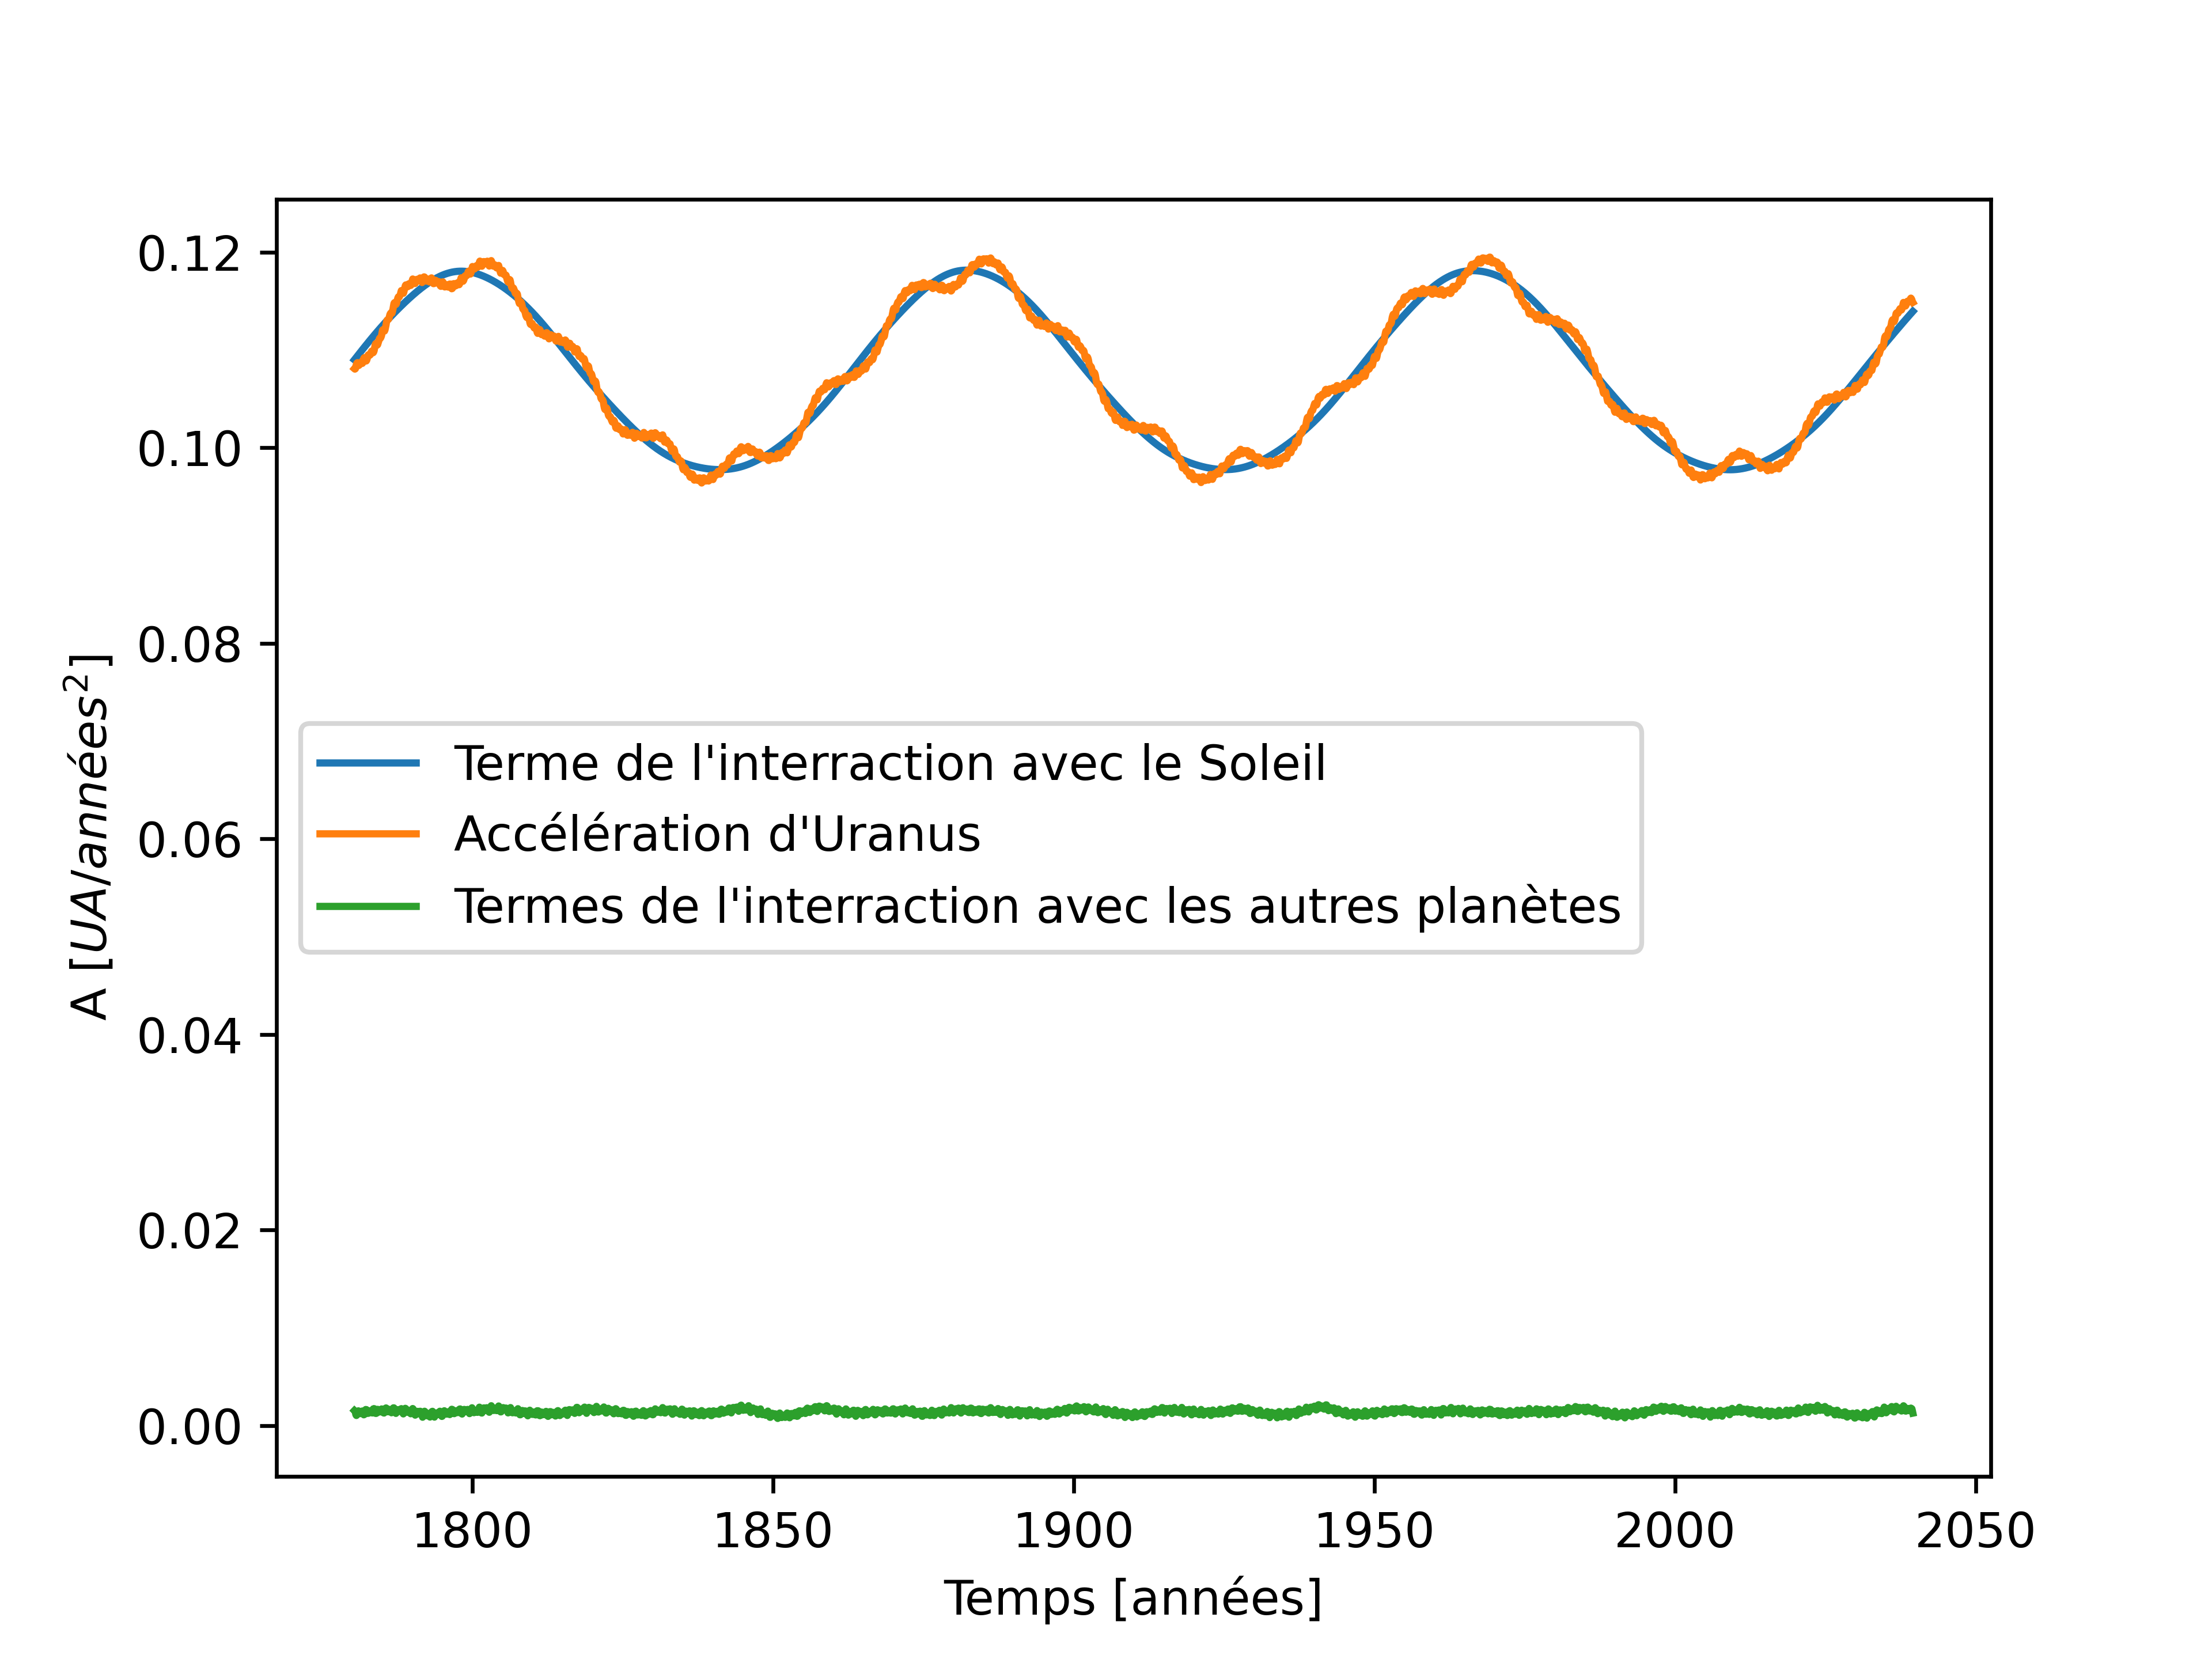 0.12
0.10
0.08
0.06
0.04
0.02
0.00
A [UA/années²]
Terme de l'interraction avec le Soleil
Accélération d'Uranus
Termes de l'interraction avec les autres planètes
1800 1850 1900 1950 2000 2050
Temps [années]